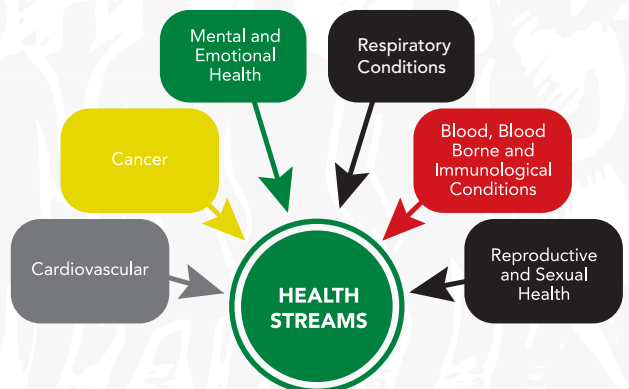 Mental and
Emotional
Health
Respiratory
Conditions
Cancer
Blood, Blood
Borne and
Immunological
Conditions
Cardiovascular
Reproductive
and Sexual
Health
HEALTH
STREAMS